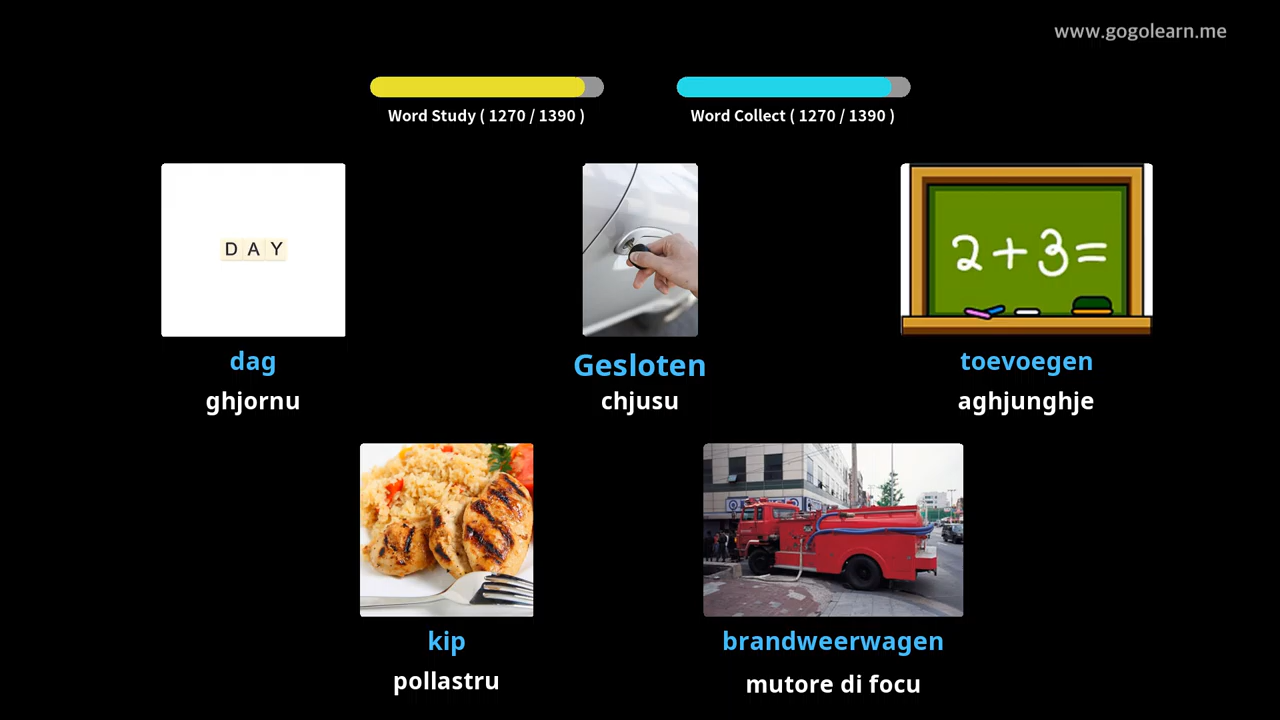 www.gogolearn.me
Word Study ( 1270 / 1390 )
Word Collect ( 1270 / 1390 )
D A Y
2+3=
dag
Gesloten
toevoegen
ghjornu
chjusu
aghjunghje
kip
brandweerwagen
pollastru
mutore di focu